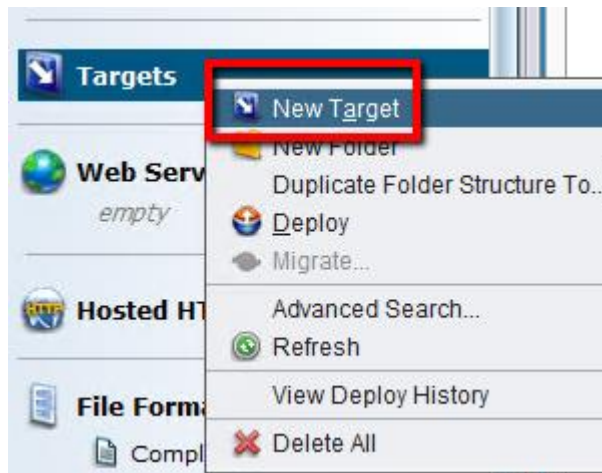 Targets
New Target
New Folder
Web Serv
Duplicate Folder Structure To..
empty
Deploy
Migrate...
Hosted HT
Advanced Search...
Refresh
File Forma
View Deploy History
Compl
Delete All